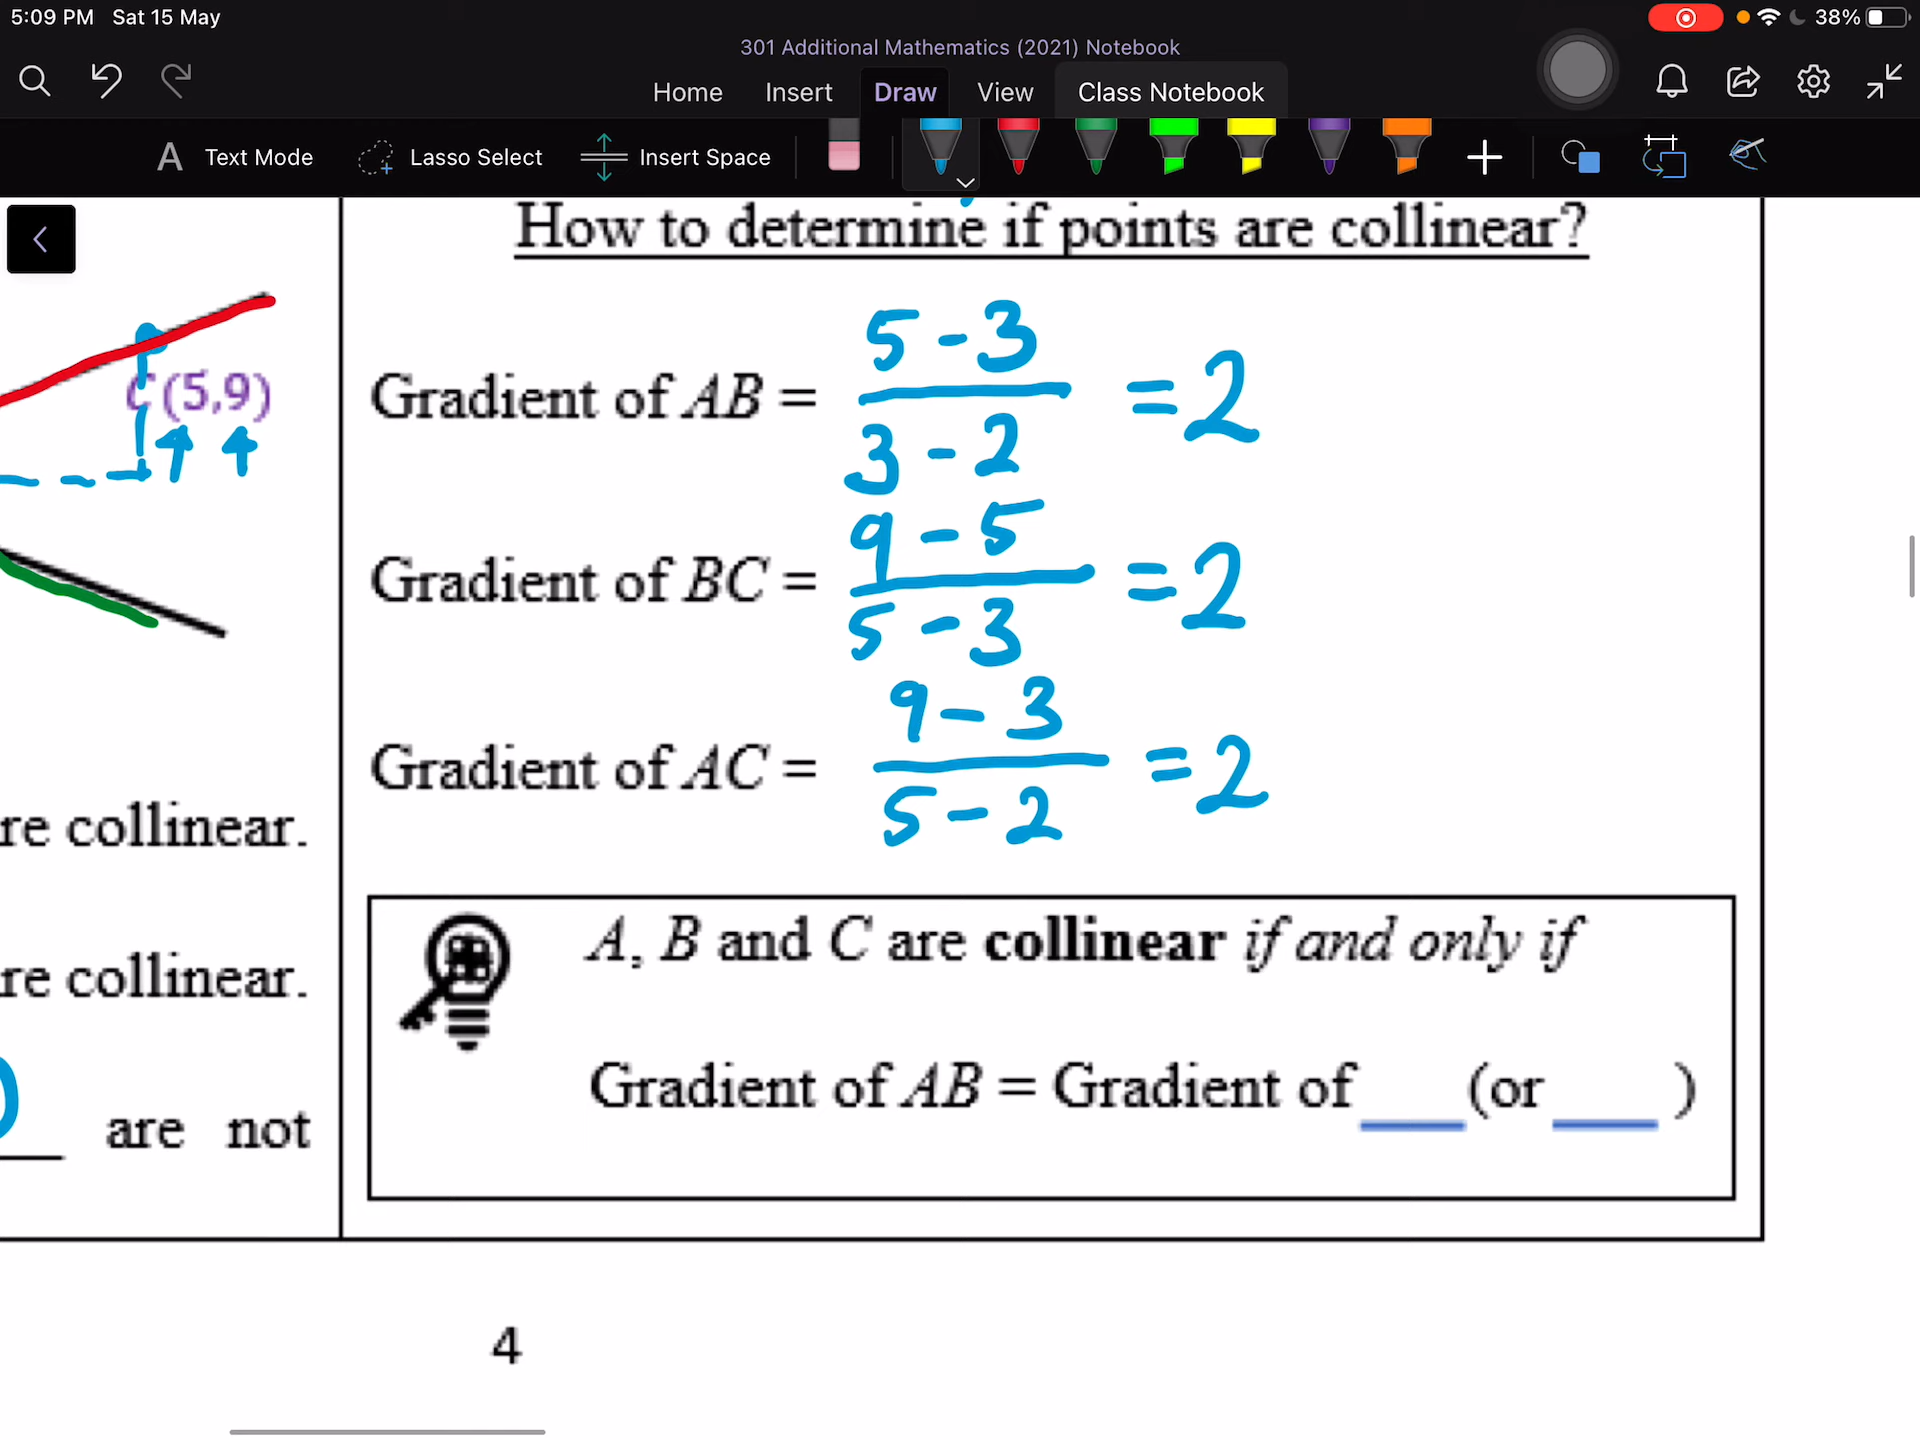 5:09 PM Sat 15 May 38%
301 Additional Mathematics (2021) Notebook
Home Insert Draw View Class Notebook
A Text Mode Lasso Select Insert Space
How to determine if points are collinear?
C(5,9)
Gradient of AB = 5-3 / 3-2 =2
Gradient of BC = 9-5 / 5-3 =2
Gradient of AC = 9-3 / 5-2 =2
re collinear.
re collinear.
are not
A, B and C are collinear if and only if
Gradient of AB = Gradient of ___ (or ___ )
4